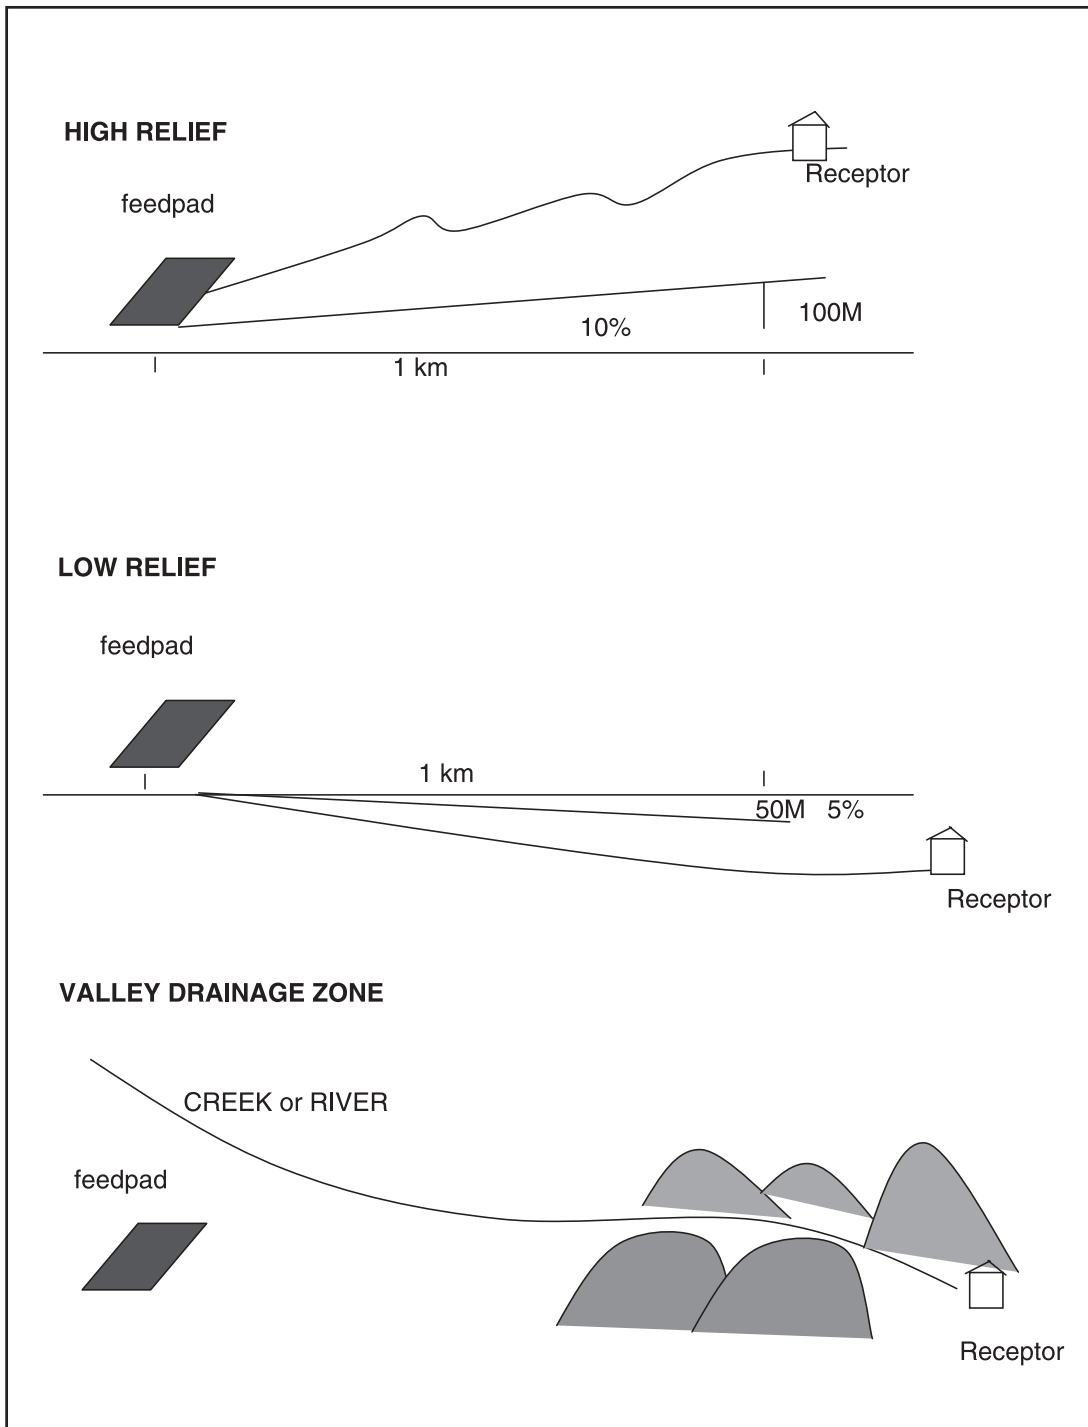 HIGH RELIEF
Receptor
feedpad
100M
10%
1 km
LOW RELIEF
feedpad
1 km
50M 5%
Receptor
VALLEY DRAINAGE ZONE
CREEK or RIVER
feedpad
Receptor